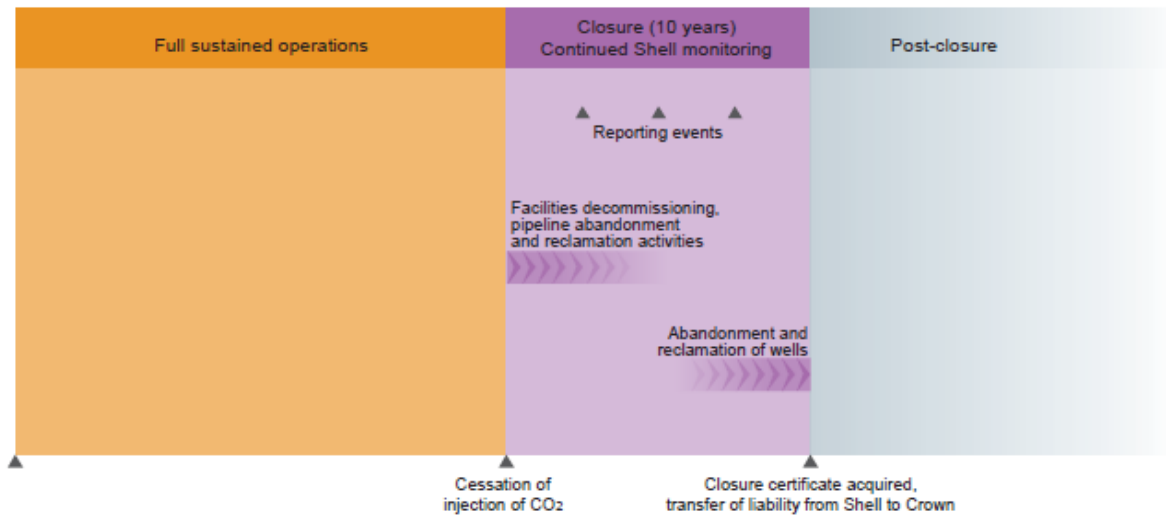 Full sustained operations
Closure (10 years)
Continued Shell monitoring
Post-closure
Reporting events
Facilities decommissioning,
pipeline abandonment
and reclamation activities
Abandonment and
reclamation of wells
Cessation of
injection of CO₂
Closure certificate acquired,
transfer of liability from Shell to Crown